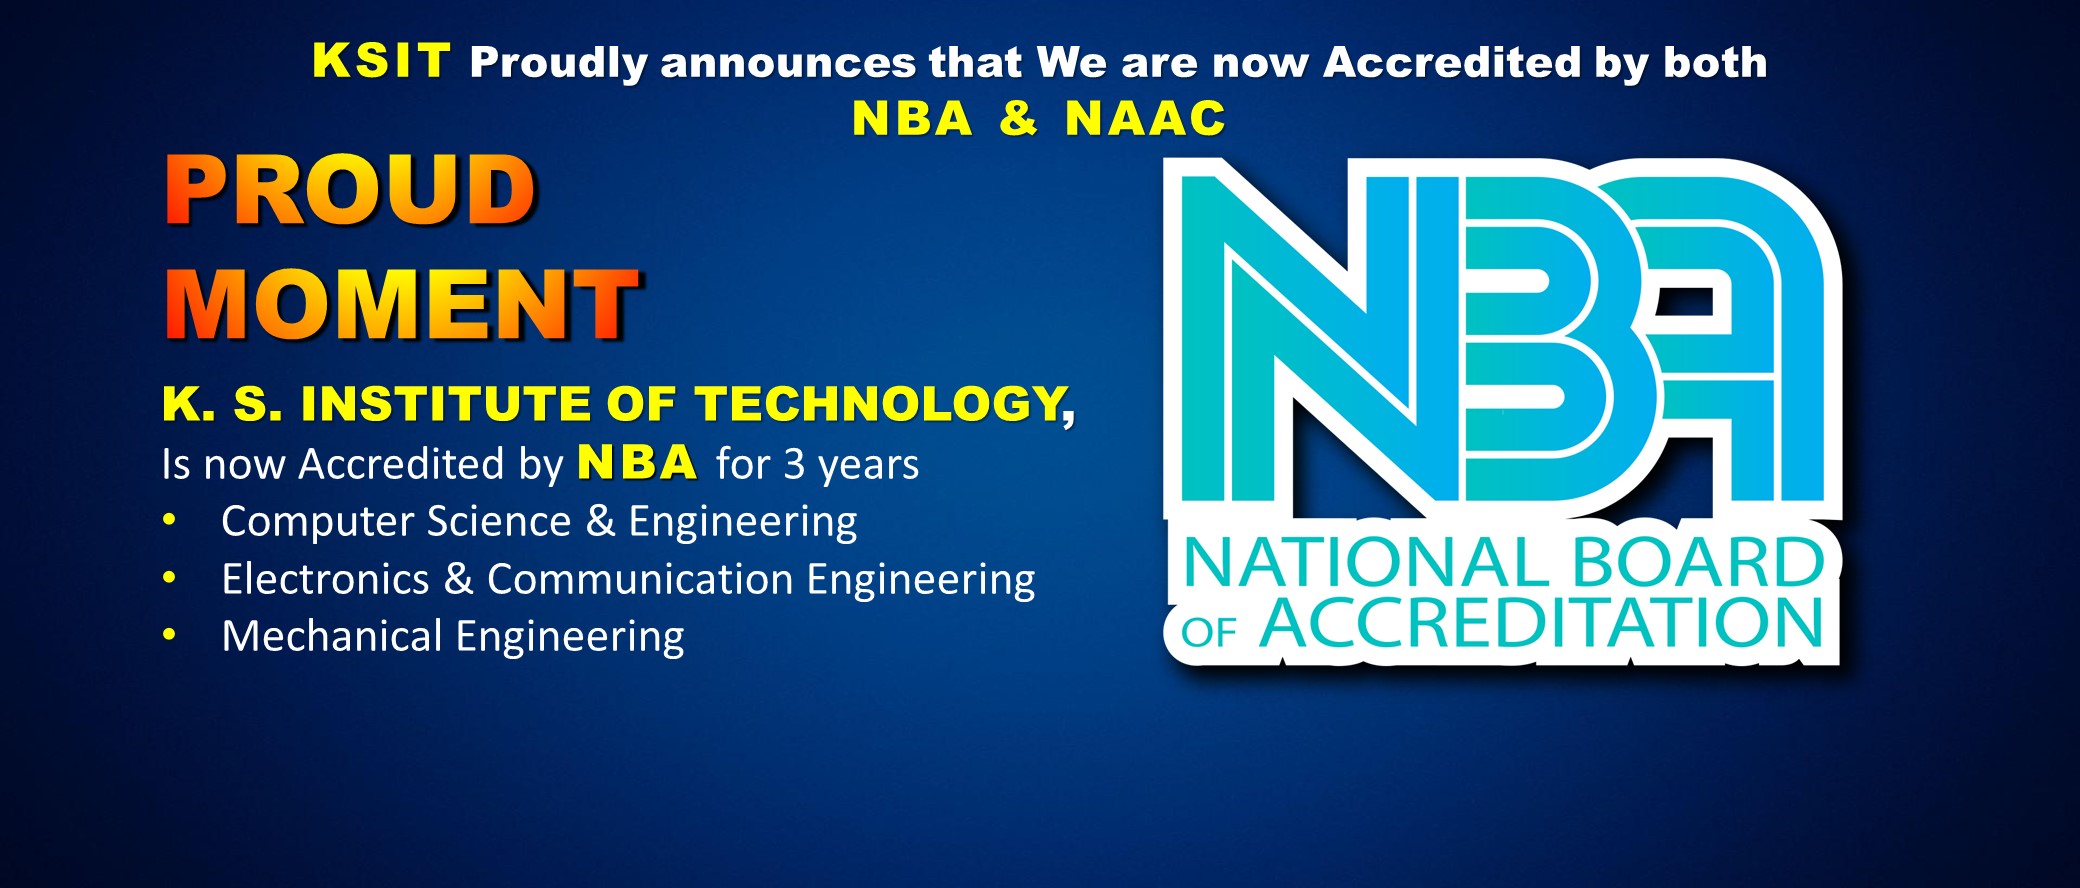 KSIT Proudly announces that We are now Accredited by both
NBA & NAAC
PROUD
MOMENT
K. S. INSTITUTE OF TECHNOLOGY,
Is now Accredited by NBA for 3 years
• Computer Science & Engineering
• Electronics & Communication Engineering
• Mechanical Engineering
NBA
NATIONAL BOARD
OF ACCREDITATION